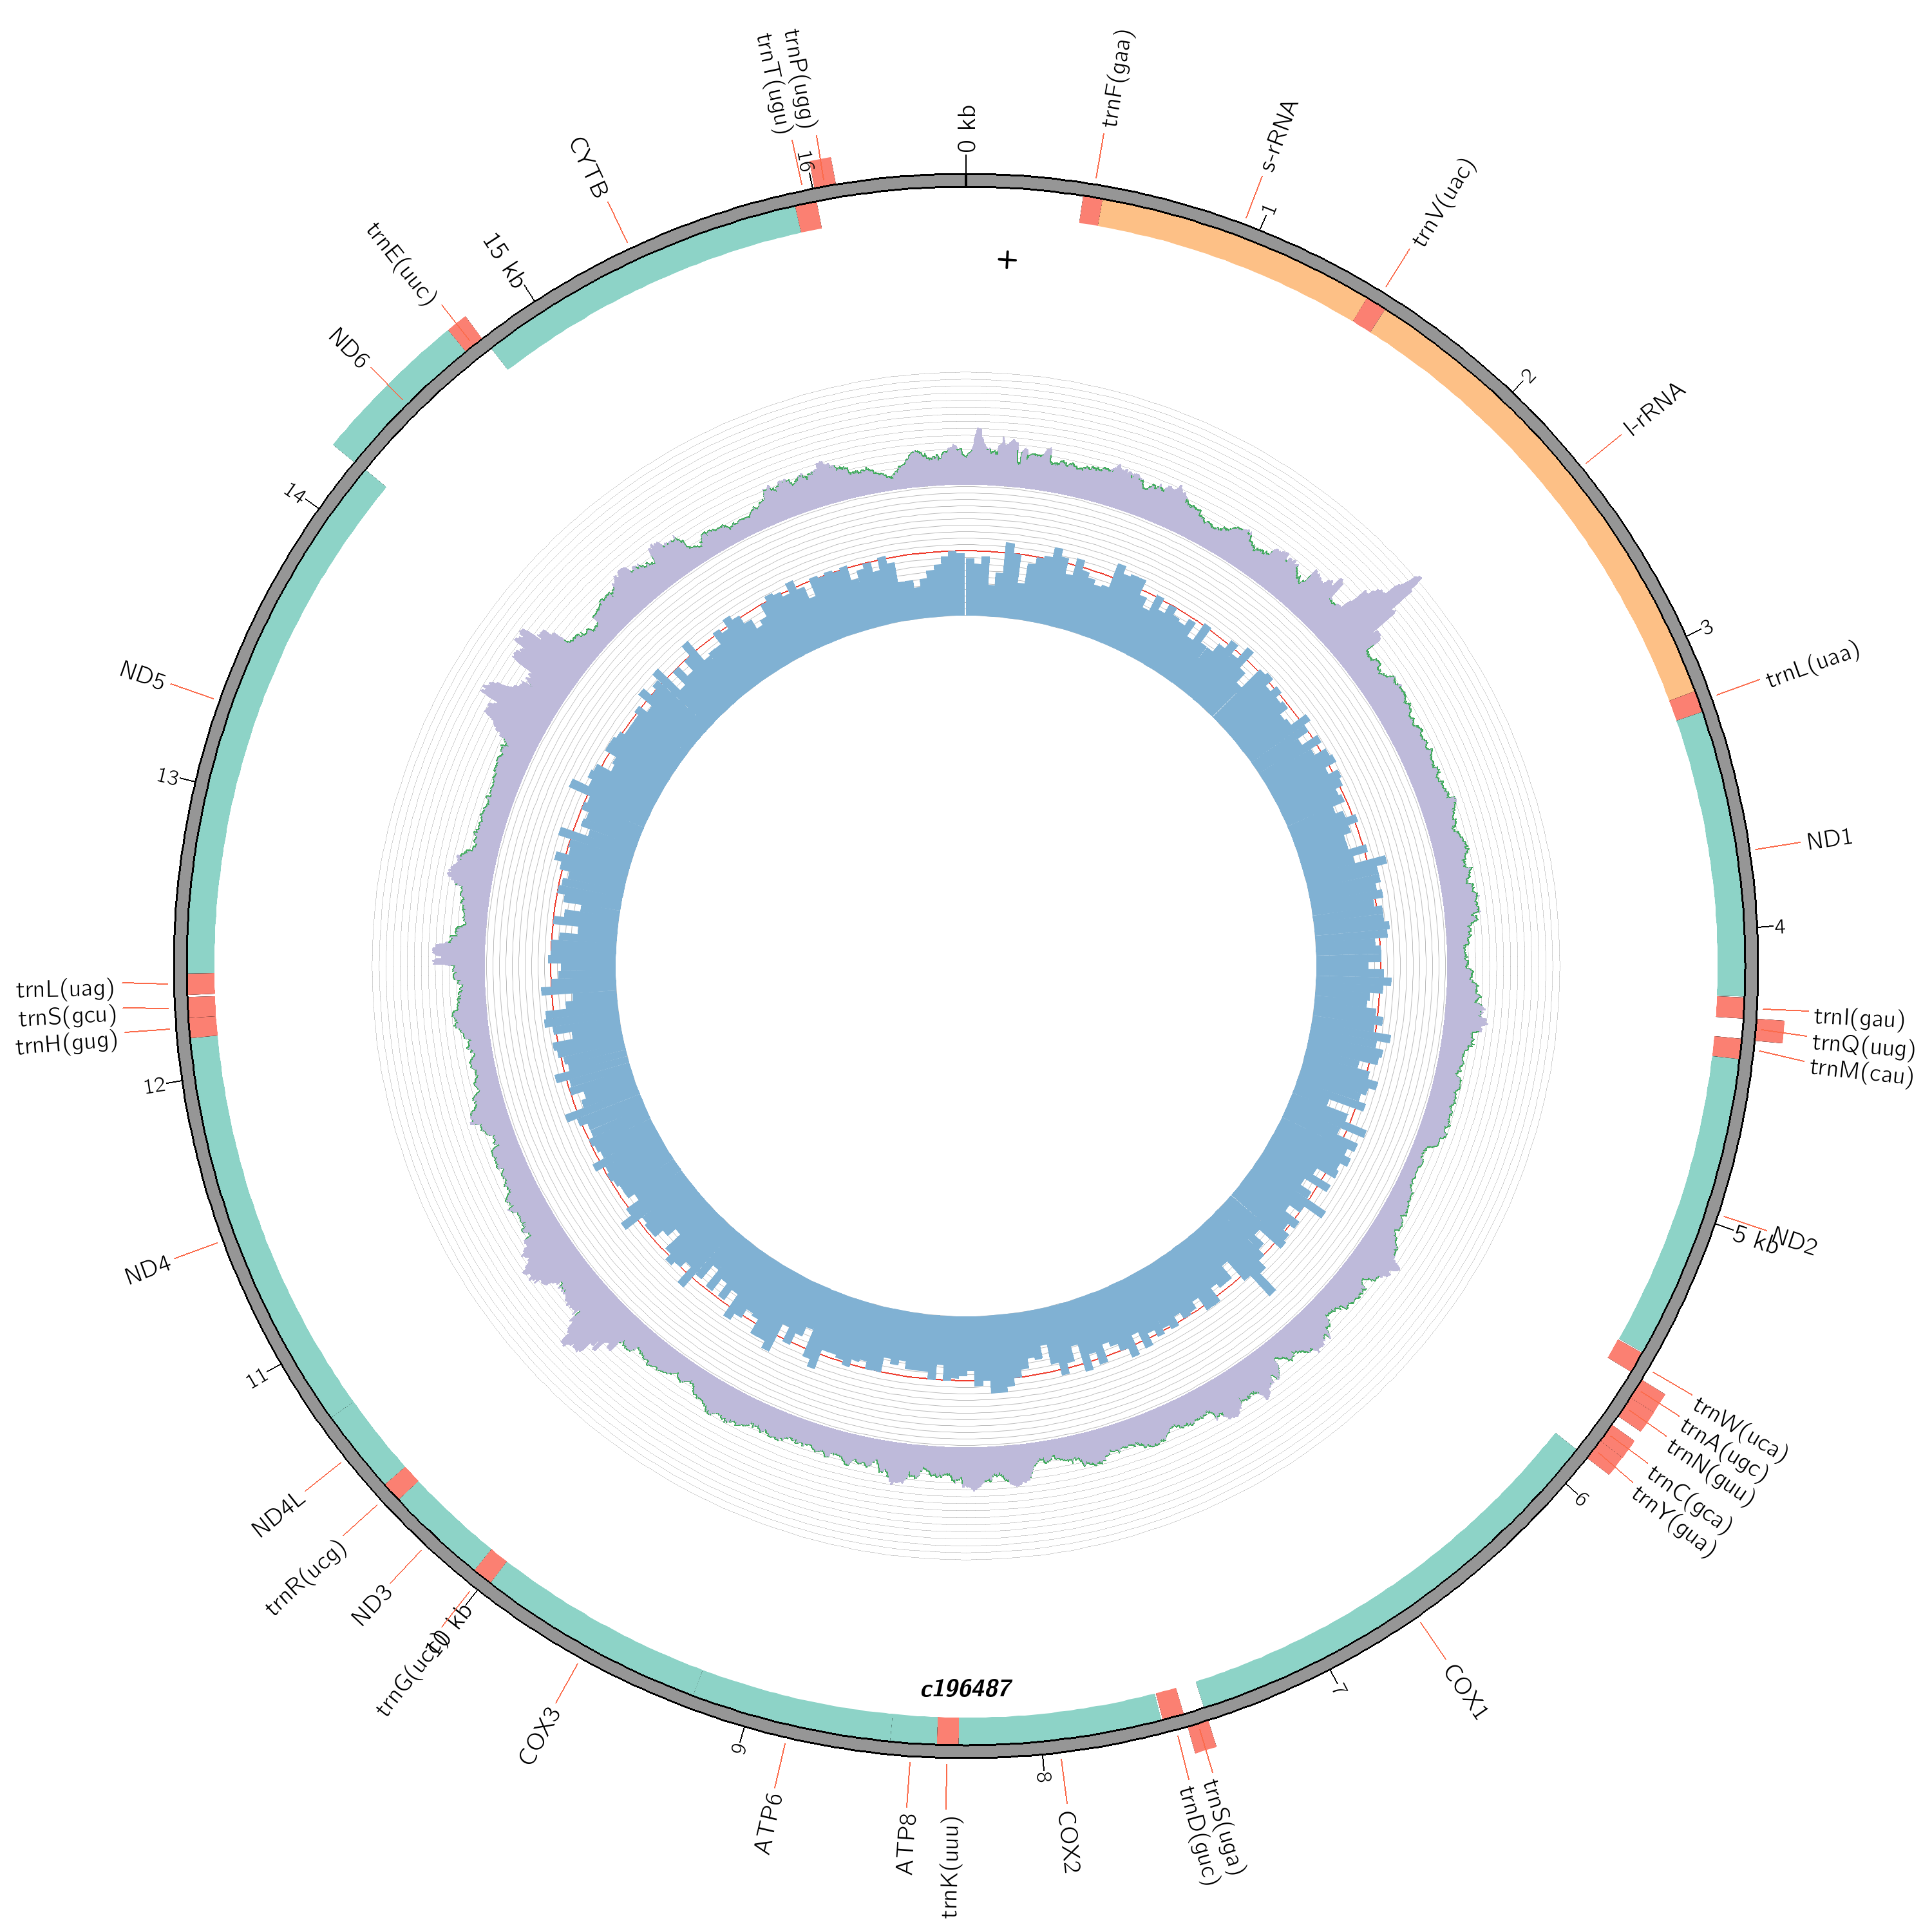 0 kb
trnF(gaa)
s-rRNA
1
trnV(uac)
2
l-rRNA
3
trnL(uaa)
ND1
4
trnI(gau)
trnQ(uug)
trnM(cau)
ND2
5 kb
trnW(uca)
trnA(ugc)
trnN(guu)
trnC(gca)
trnY(gua)
6
COX1
7
trnS(uga)
trnD(guc)
COX2
8
trnK(uuu)
ATP8
ATP6
9
COX3
10 kb
trnG(ucc)
ND3
trnR(ucg)
ND4L
11
ND4
12
trnH(gug)
trnS(gcu)
trnL(uag)
13
ND5
14
ND6
trnE(uuc)
15 kb
CYTB
16
trnT(ugu)
trnP(ugg)
+
c196487